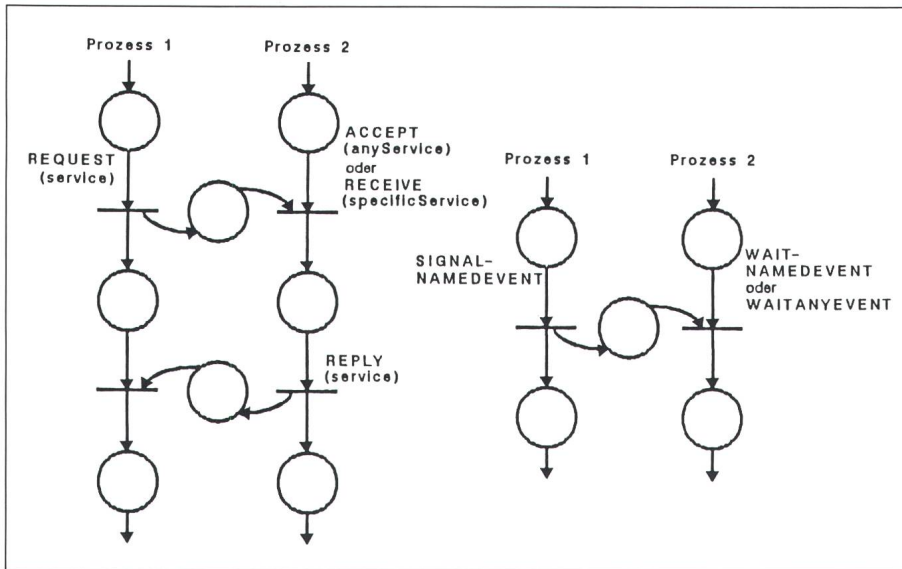 Prozess 1
Prozess 2
REQUEST
(service)
ACCEPT
(anyService)
oder
RECEIVE
(specificService)
REPLY
(service)
Prozess 1
Prozess 2
SIGNAL-
NAMEDEVENT
WAIT-
NAMEDEVENT
oder
WAITANYEVENT